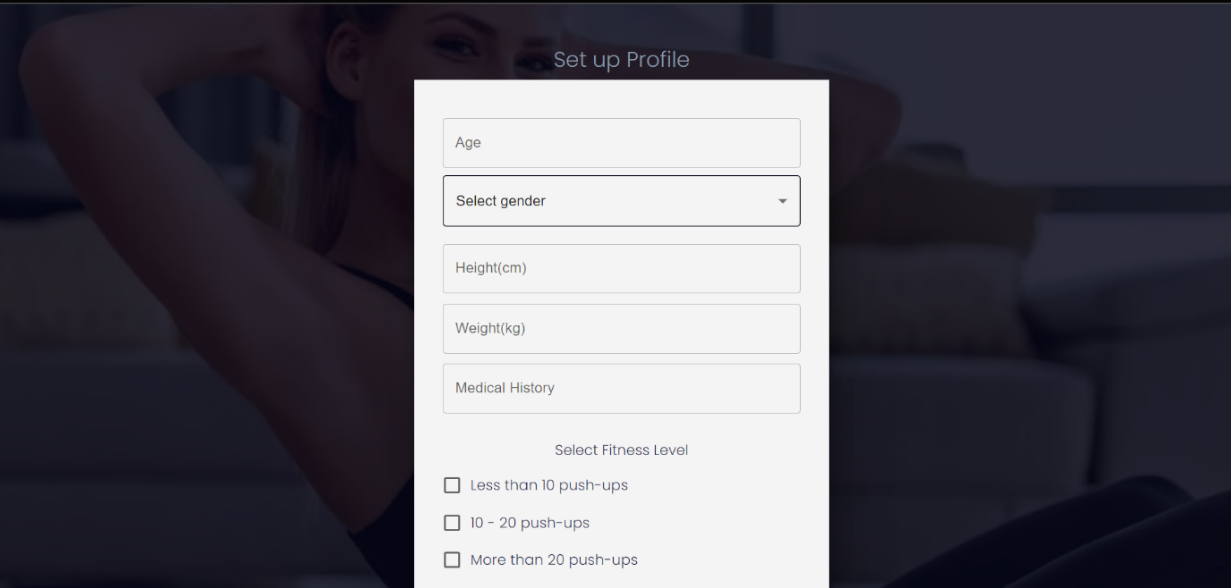 Set up Profile
Age
Select gender
Height(cm)
Weight(kg)
Medical History
Select Fitness Level
Less than 10 push-ups
10 - 20 push-ups
More than 20 push-ups